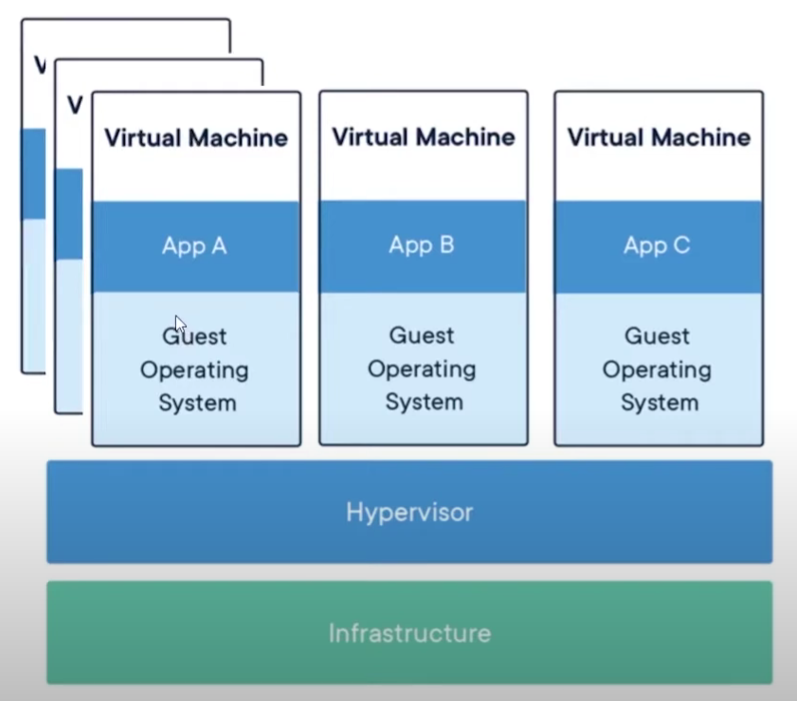 V
V
Virtual Machine
App A
Guest
Operating
System
Virtual Machine
App B
Guest
Operating
System
Virtual Machine
App C
Guest
Operating
System
Hypervisor
Infrastructure